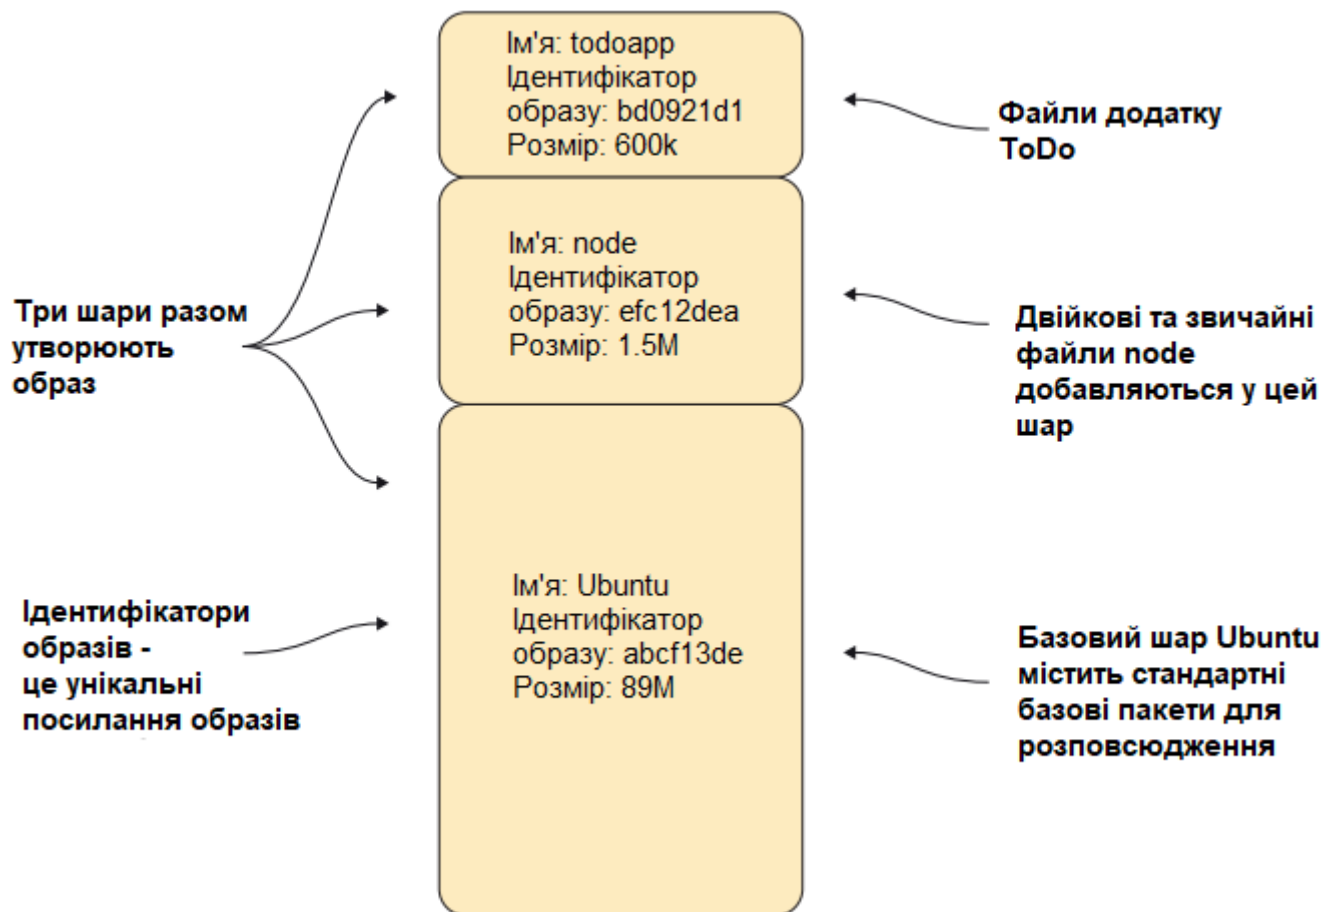 Ім'я: todoapp
Ідентифікатор
образу: bd0921d1
Розмір: 600k
Файли додатку
ToDo
Ім'я: node
Ідентифікатор
образу: efc12dea
Розмір: 1.5M
Три шари разом
утворюють
образ
Двійкові та звичайні
файли node
добавляються у цей
шар
Ім'я: Ubuntu
Ідентифікатор
образу: abcf13de
Розмір: 89M
Ідентифікатори
образів -
це унікальні
посилання образів
Базовий шар Ubuntu
містить стандартні
базові пакети для
розповсюдження